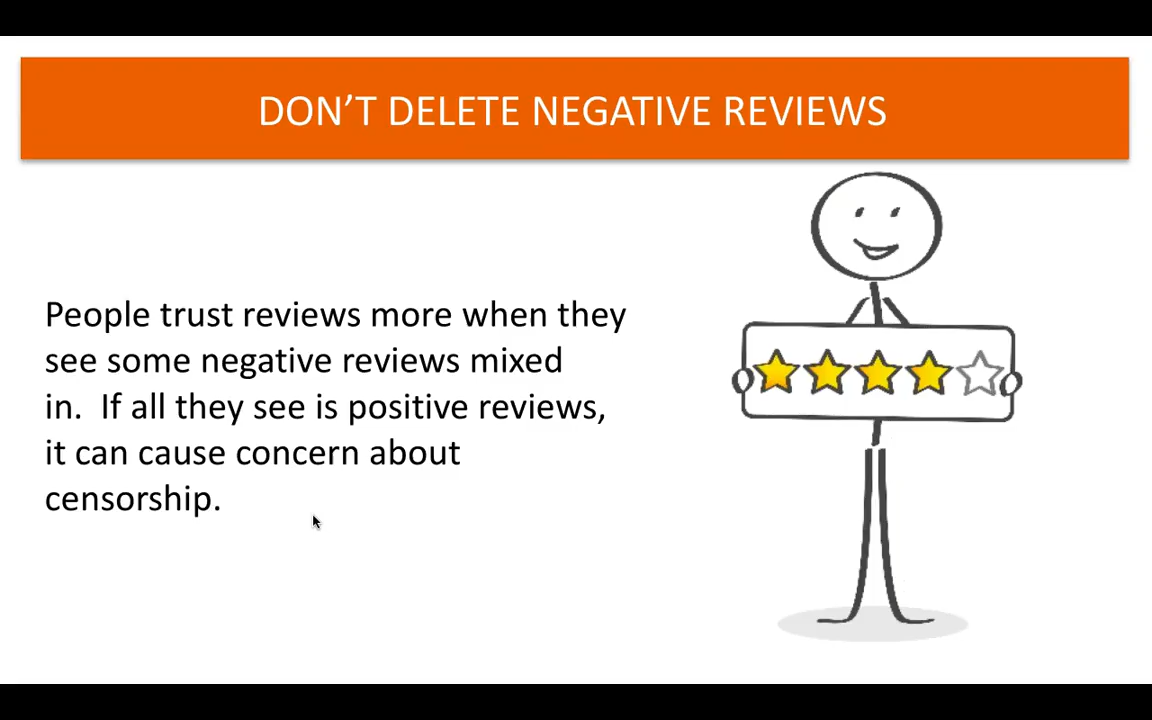 DON’T DELETE NEGATIVE REVIEWS
People trust reviews more when they
see some negative reviews mixed
in.  If all they see is positive reviews,
it can cause concern about
censorship.